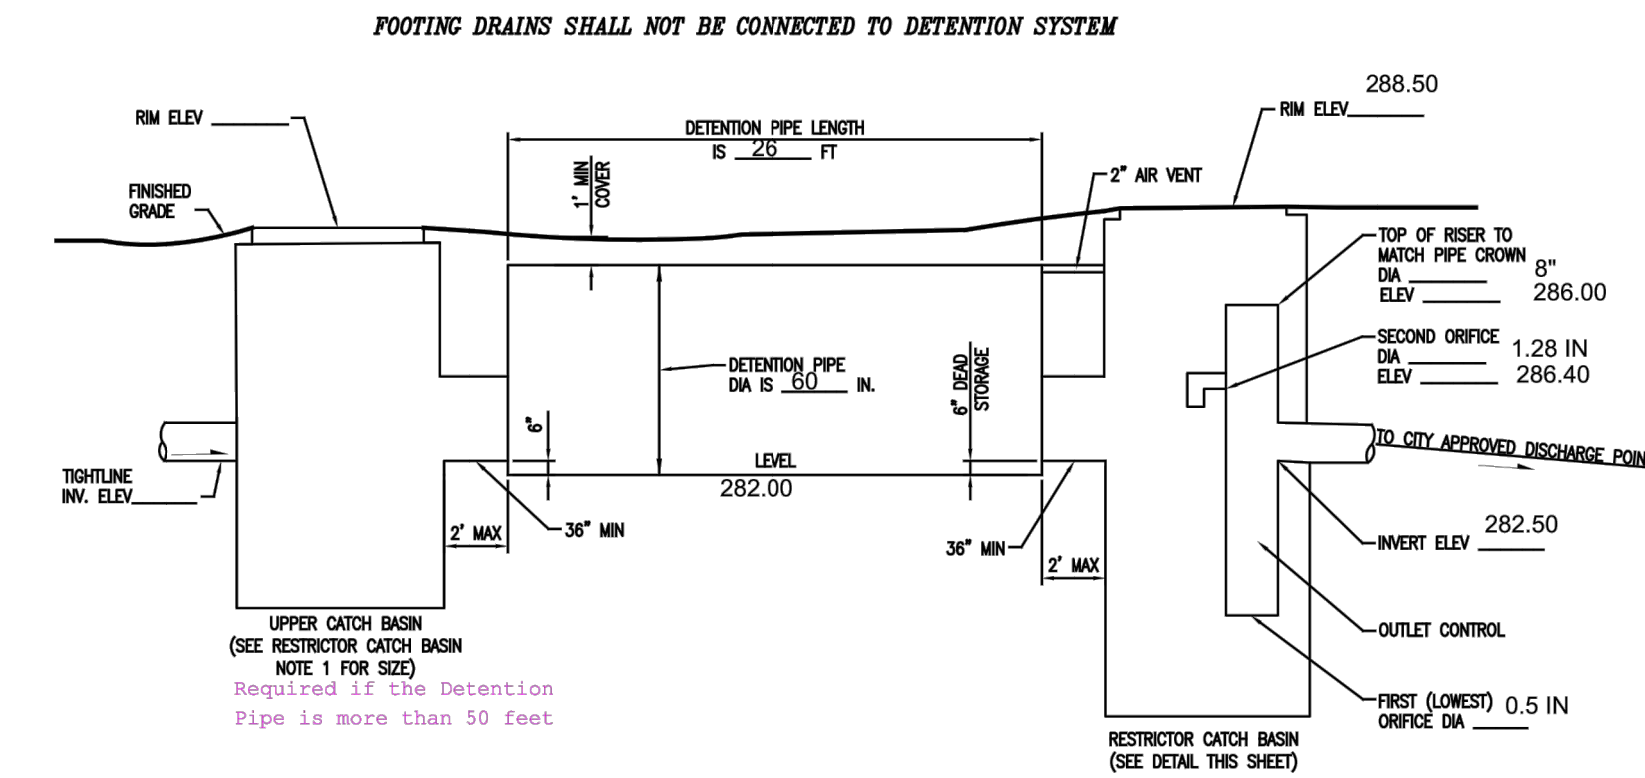 FOOTING DRAINS SHALL NOT BE CONNECTED TO DETENTION SYSTEM
288.50
RIM ELEV
RIM ELEV
DETENTION PIPE LENGTH
IS 26 FT
1' MIN
COVER
2" AIR VENT
FINISHED
GRADE
TOP OF RISER TO
MATCH PIPE CROWN
DIA 8"
ELEV 286.00
SECOND ORIFICE
DIA 1.28 IN
ELEV 286.40
DETENTION PIPE
DIA IS 60 IN.
6" DEAD
STORAGE
6"
TO CITY APPROVED DISCHARGE POIN
LEVEL
282.00
TIGHTLINE
INV. ELEV
2' MAX
36" MIN
36" MIN
2' MAX
282.50
INVERT ELEV
UPPER CATCH BASIN
(SEE RESTRICTOR CATCH BASIN
NOTE 1 FOR SIZE)
Required if the Detention
Pipe is more than 50 feet
OUTLET CONTROL
FIRST (LOWEST) 0.5 IN
ORIFICE DIA
RESTRICTOR CATCH BASIN
(SEE DETAIL THIS SHEET)